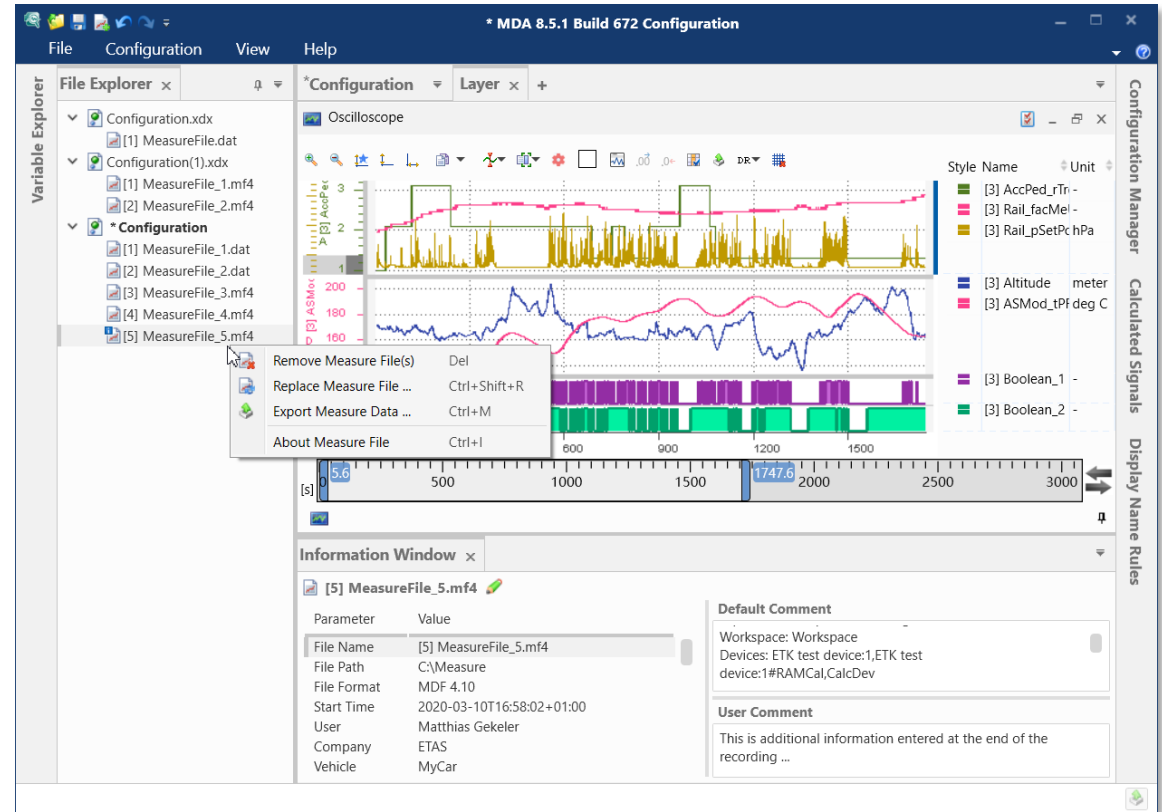 * MDA 8.5.1 Build 672 Configuration
File Configuration View Help
Variable Explorer
File Explorer
Configuration.xdx
[1] MeasureFile.dat
Configuration(1).xdx
[1] MeasureFile_1.mf4
[2] MeasureFile_2.mf4
* Configuration
[1] MeasureFile_1.dat
[2] MeasureFile_2.dat
[3] MeasureFile_3.mf4
[4] MeasureFile_4.mf4
[5] MeasureFile_5.mf4
Remove Measure File(s) Del
Replace Measure File ... Ctrl+Shift+R
Export Measure Data ... Ctrl+M
About Measure File Ctrl+I
*Configuration Layer +
Oscilloscope
DR
Style Name Unit
[3] AccPed_rTr -
[3] Rail_facMe -
[3] Rail_pSetPc hPa
[3] Altitude meter
[3] ASMod_tPf deg C
[3] Boolean_1 -
[3] Boolean_2 -
3
2
1
200
180
160
[3] ASMod
600 900 1200 1500
5.6 1747.6
[s] 0 500 1000 1500 2000 2500 3000
Information Window
[5] MeasureFile_5.mf4
Parameter Value
File Name [5] MeasureFile_5.mf4
File Path C:\Measure
File Format MDF 4.10
Start Time 2020-03-10T16:58:02+01:00
User Matthias Gekeler
Company ETAS
Vehicle MyCar
Default Comment
Workspace: Workspace
Devices: ETK test device:1,ETK test
device:1#RAMCal,CalcDev
User Comment
This is additional information entered at the end of the
recording ...
Configuration Manager
Calculated Signals
Display Name Rules